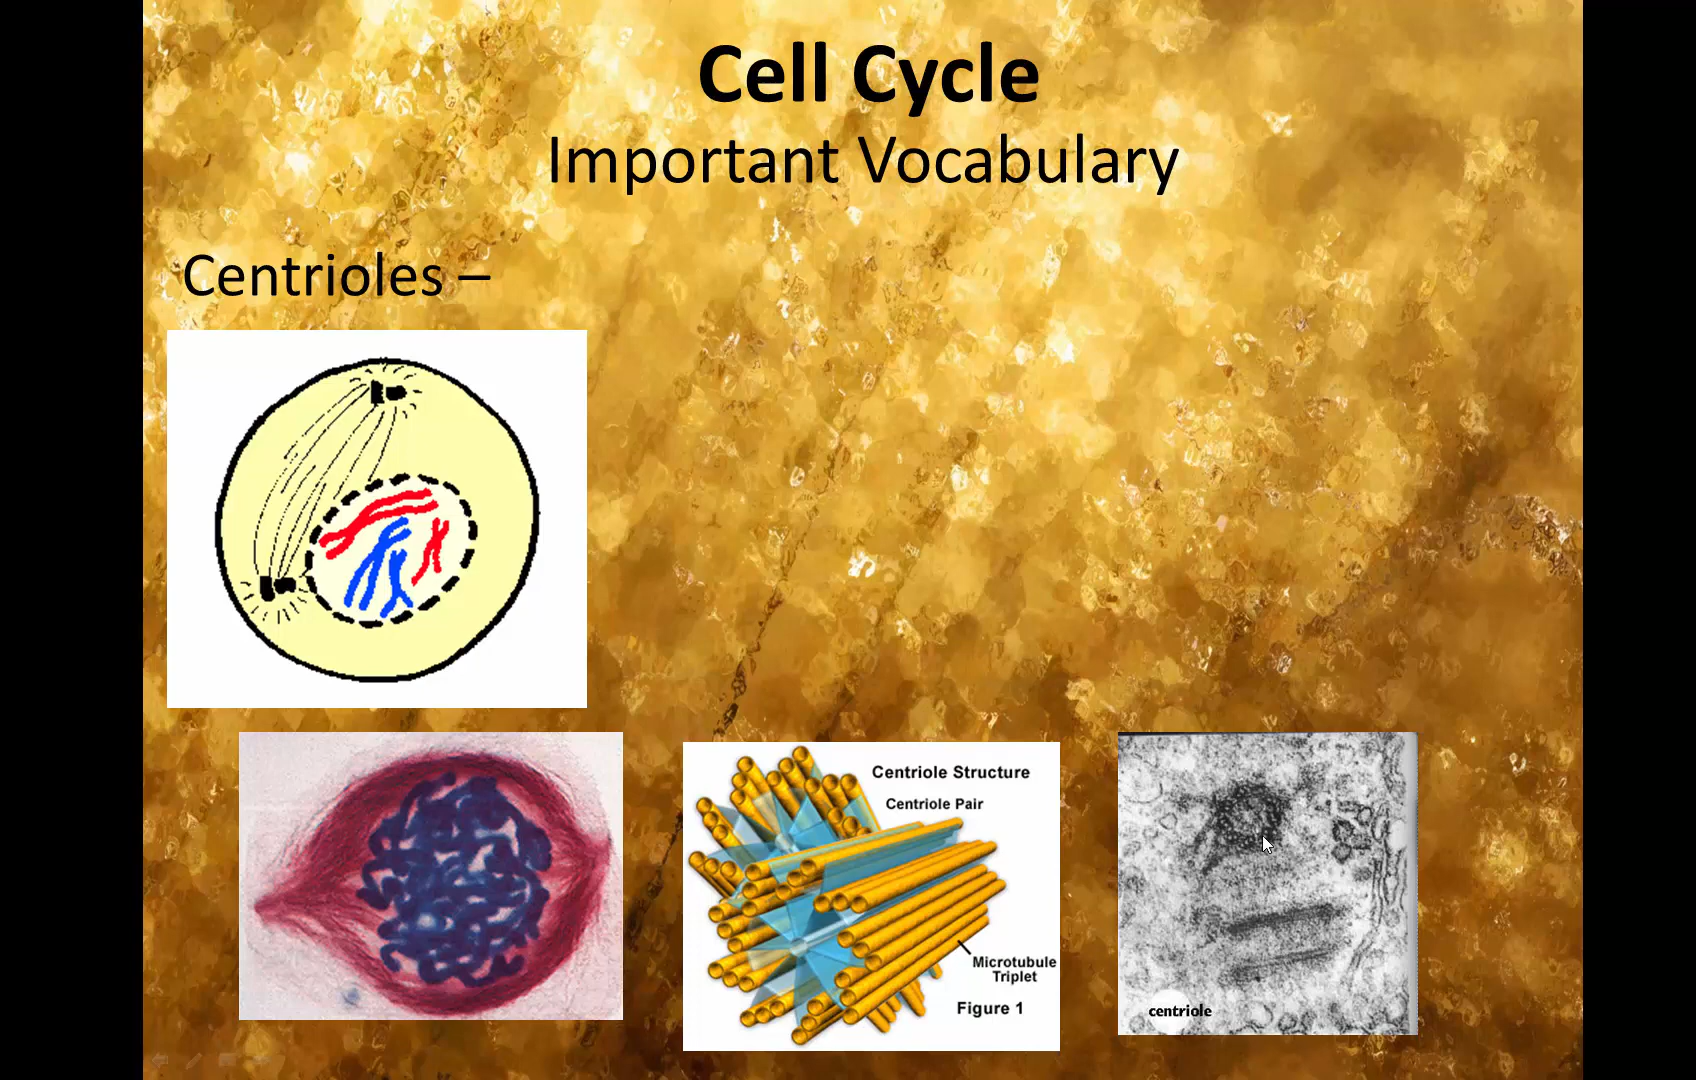 Cell Cycle
Important Vocabulary
Centrioles –
Centriole Structure
Centriole Pair
Microtubule
Triplet
Figure 1
centriole